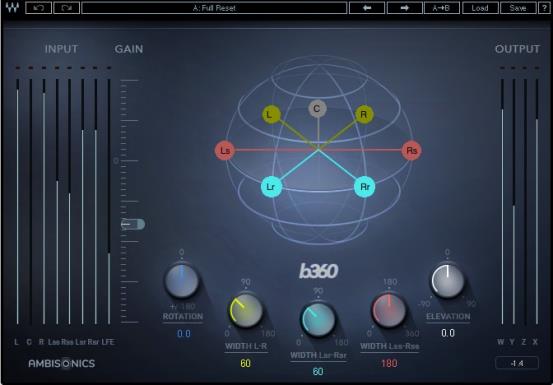 A: Full Reset
A→B
Load
Save
?
INPUT
GAIN
OUTPUT
0
L
C
R
Ls
Rs
Lr
Rr
b360
0
+/-180
ROTATION
0.0
90
0
180
WIDTH L-R
60
90
0
180
WIDTH Lsr-Rsr
60
180
0
360
WIDTH Lss-Rss
180
0
-90
90
ELEVATION
0.0
L C R Lss Rss Lsr Rsr LFE
W Y Z X
AMBISONICS
-1.4